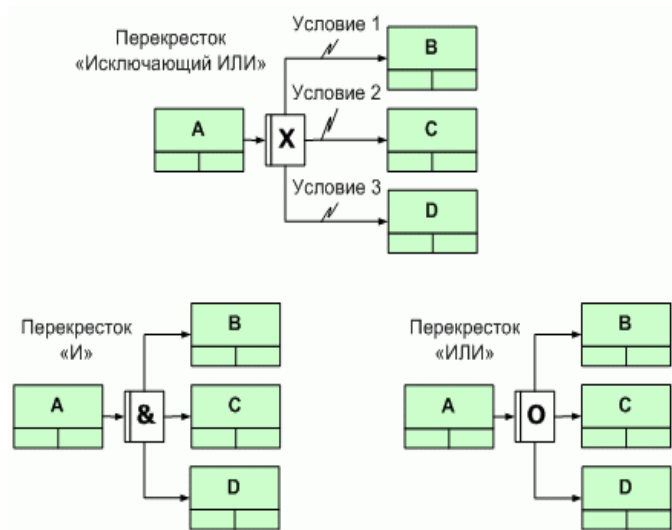 Перекресток
«Исключающий ИЛИ»
Условие 1
B
Условие 2
A
X
C
Условие 3
D
Перекресток
«И»
B
A
&
C
D
Перекресток
«ИЛИ»
B
A
O
C
D